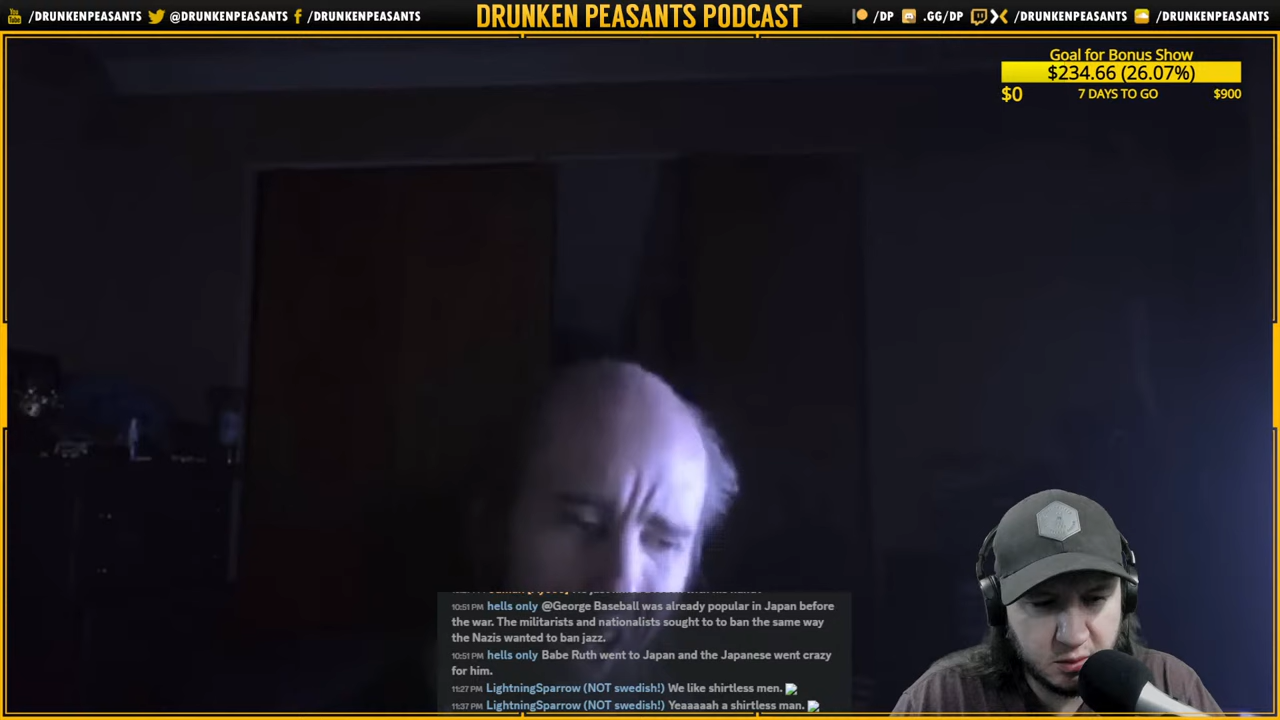 /DRUNKENPEASANTS @DRUNKENPEASANTS /DRUNKENPEASANTS DRUNKEN PEASANTS PODCAST /DP .GG/DP /DRUNKENPEASANTS /DRUNKENPEASANTS
Goal for Bonus Show
$234.66 (26.07%)
$0 7 DAYS TO GO $900
10:51 PM hells only @George Baseball was already popular in Japan before
the war. The militarists and nationalists sought to to ban the same way
the Nazis wanted to ban jazz.
10:51 PM hells only Babe Ruth went to Japan and the Japanese went crazy
for him.
11:27 PM LightningSparrow (NOT swedish!) We like shirtless men.
11:37 PM LightningSparrow (NOT swedish!) Yeaaaaah a shirtless man.